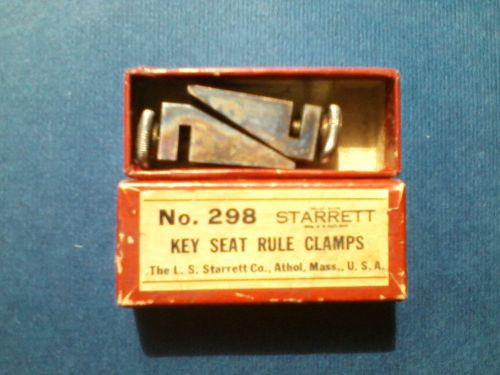 No. 298 STARRETT
KEY SEAT RULE CLAMPS
The L. S. Starrett Co., Athol, Mass., U. S. A.